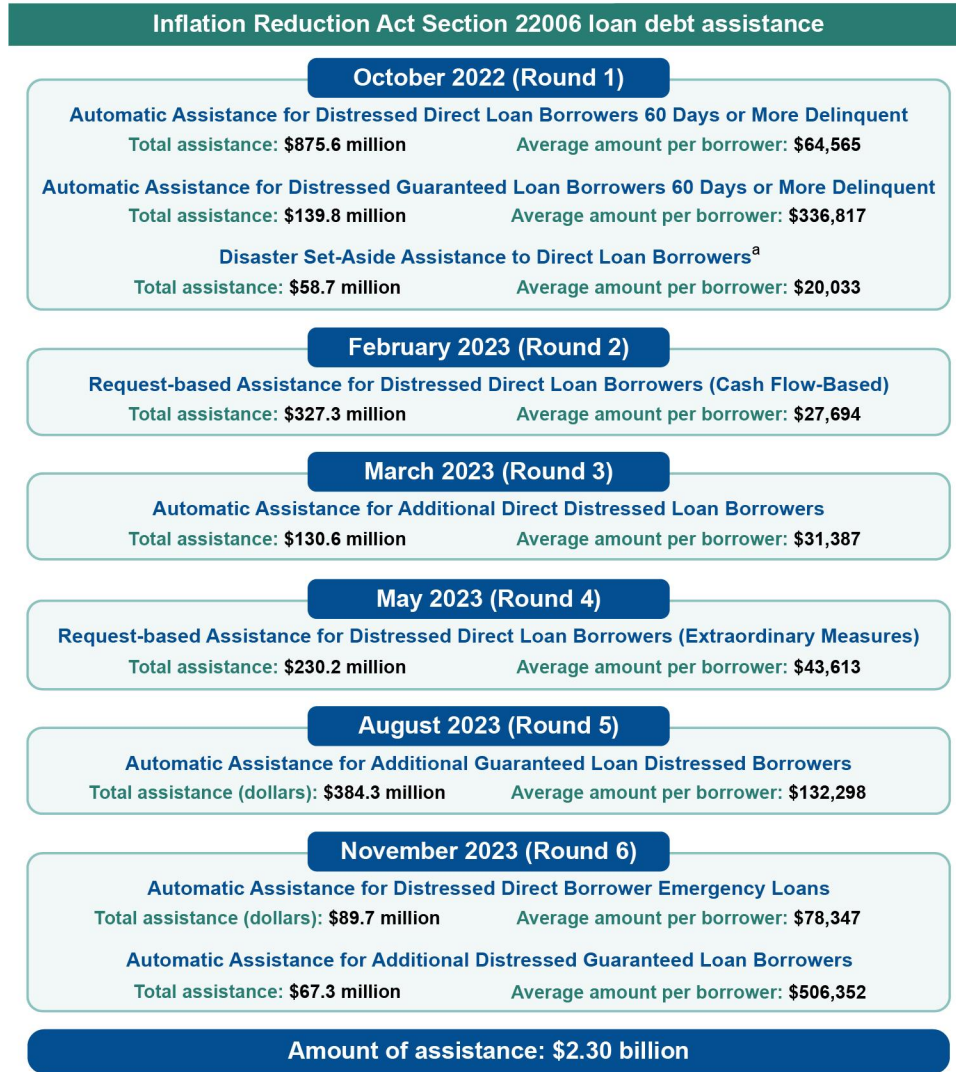 Inflation Reduction Act Section 22006 loan debt assistance
October 2022 (Round 1)
Automatic Assistance for Distressed Direct Loan Borrowers 60 Days or More Delinquent
Total assistance: $875.6 million Average amount per borrower: $64,565
Automatic Assistance for Distressed Guaranteed Loan Borrowers 60 Days or More Delinquent
Total assistance: $139.8 million Average amount per borrower: $336,817
Disaster Set-Aside Assistance to Direct Loan Borrowersᵃ
Total assistance: $58.7 million Average amount per borrower: $20,033
February 2023 (Round 2)
Request-based Assistance for Distressed Direct Loan Borrowers (Cash Flow-Based)
Total assistance: $327.3 million Average amount per borrower: $27,694
March 2023 (Round 3)
Automatic Assistance for Additional Direct Distressed Loan Borrowers
Total assistance: $130.6 million Average amount per borrower: $31,387
May 2023 (Round 4)
Request-based Assistance for Distressed Direct Loan Borrowers (Extraordinary Measures)
Total assistance: $230.2 million Average amount per borrower: $43,613
August 2023 (Round 5)
Automatic Assistance for Additional Guaranteed Loan Distressed Borrowers
Total assistance (dollars): $384.3 million Average amount per borrower: $132,298
November 2023 (Round 6)
Automatic Assistance for Distressed Direct Borrower Emergency Loans
Total assistance (dollars): $89.7 million Average amount per borrower: $78,347
Automatic Assistance for Additional Distressed Guaranteed Loan Borrowers
Total assistance: $67.3 million Average amount per borrower: $506,352
Amount of assistance: $2.30 billion